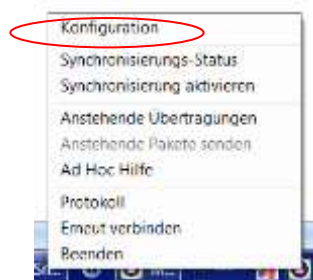 Konfiguration
Synchronisierungs-Status
Synchronisierung aktivieren
Anstehende Übertragungen
Anstehende Pakete senden
Ad Hoc Hilfe
Protokoll
Erneut verbinden
Beenden